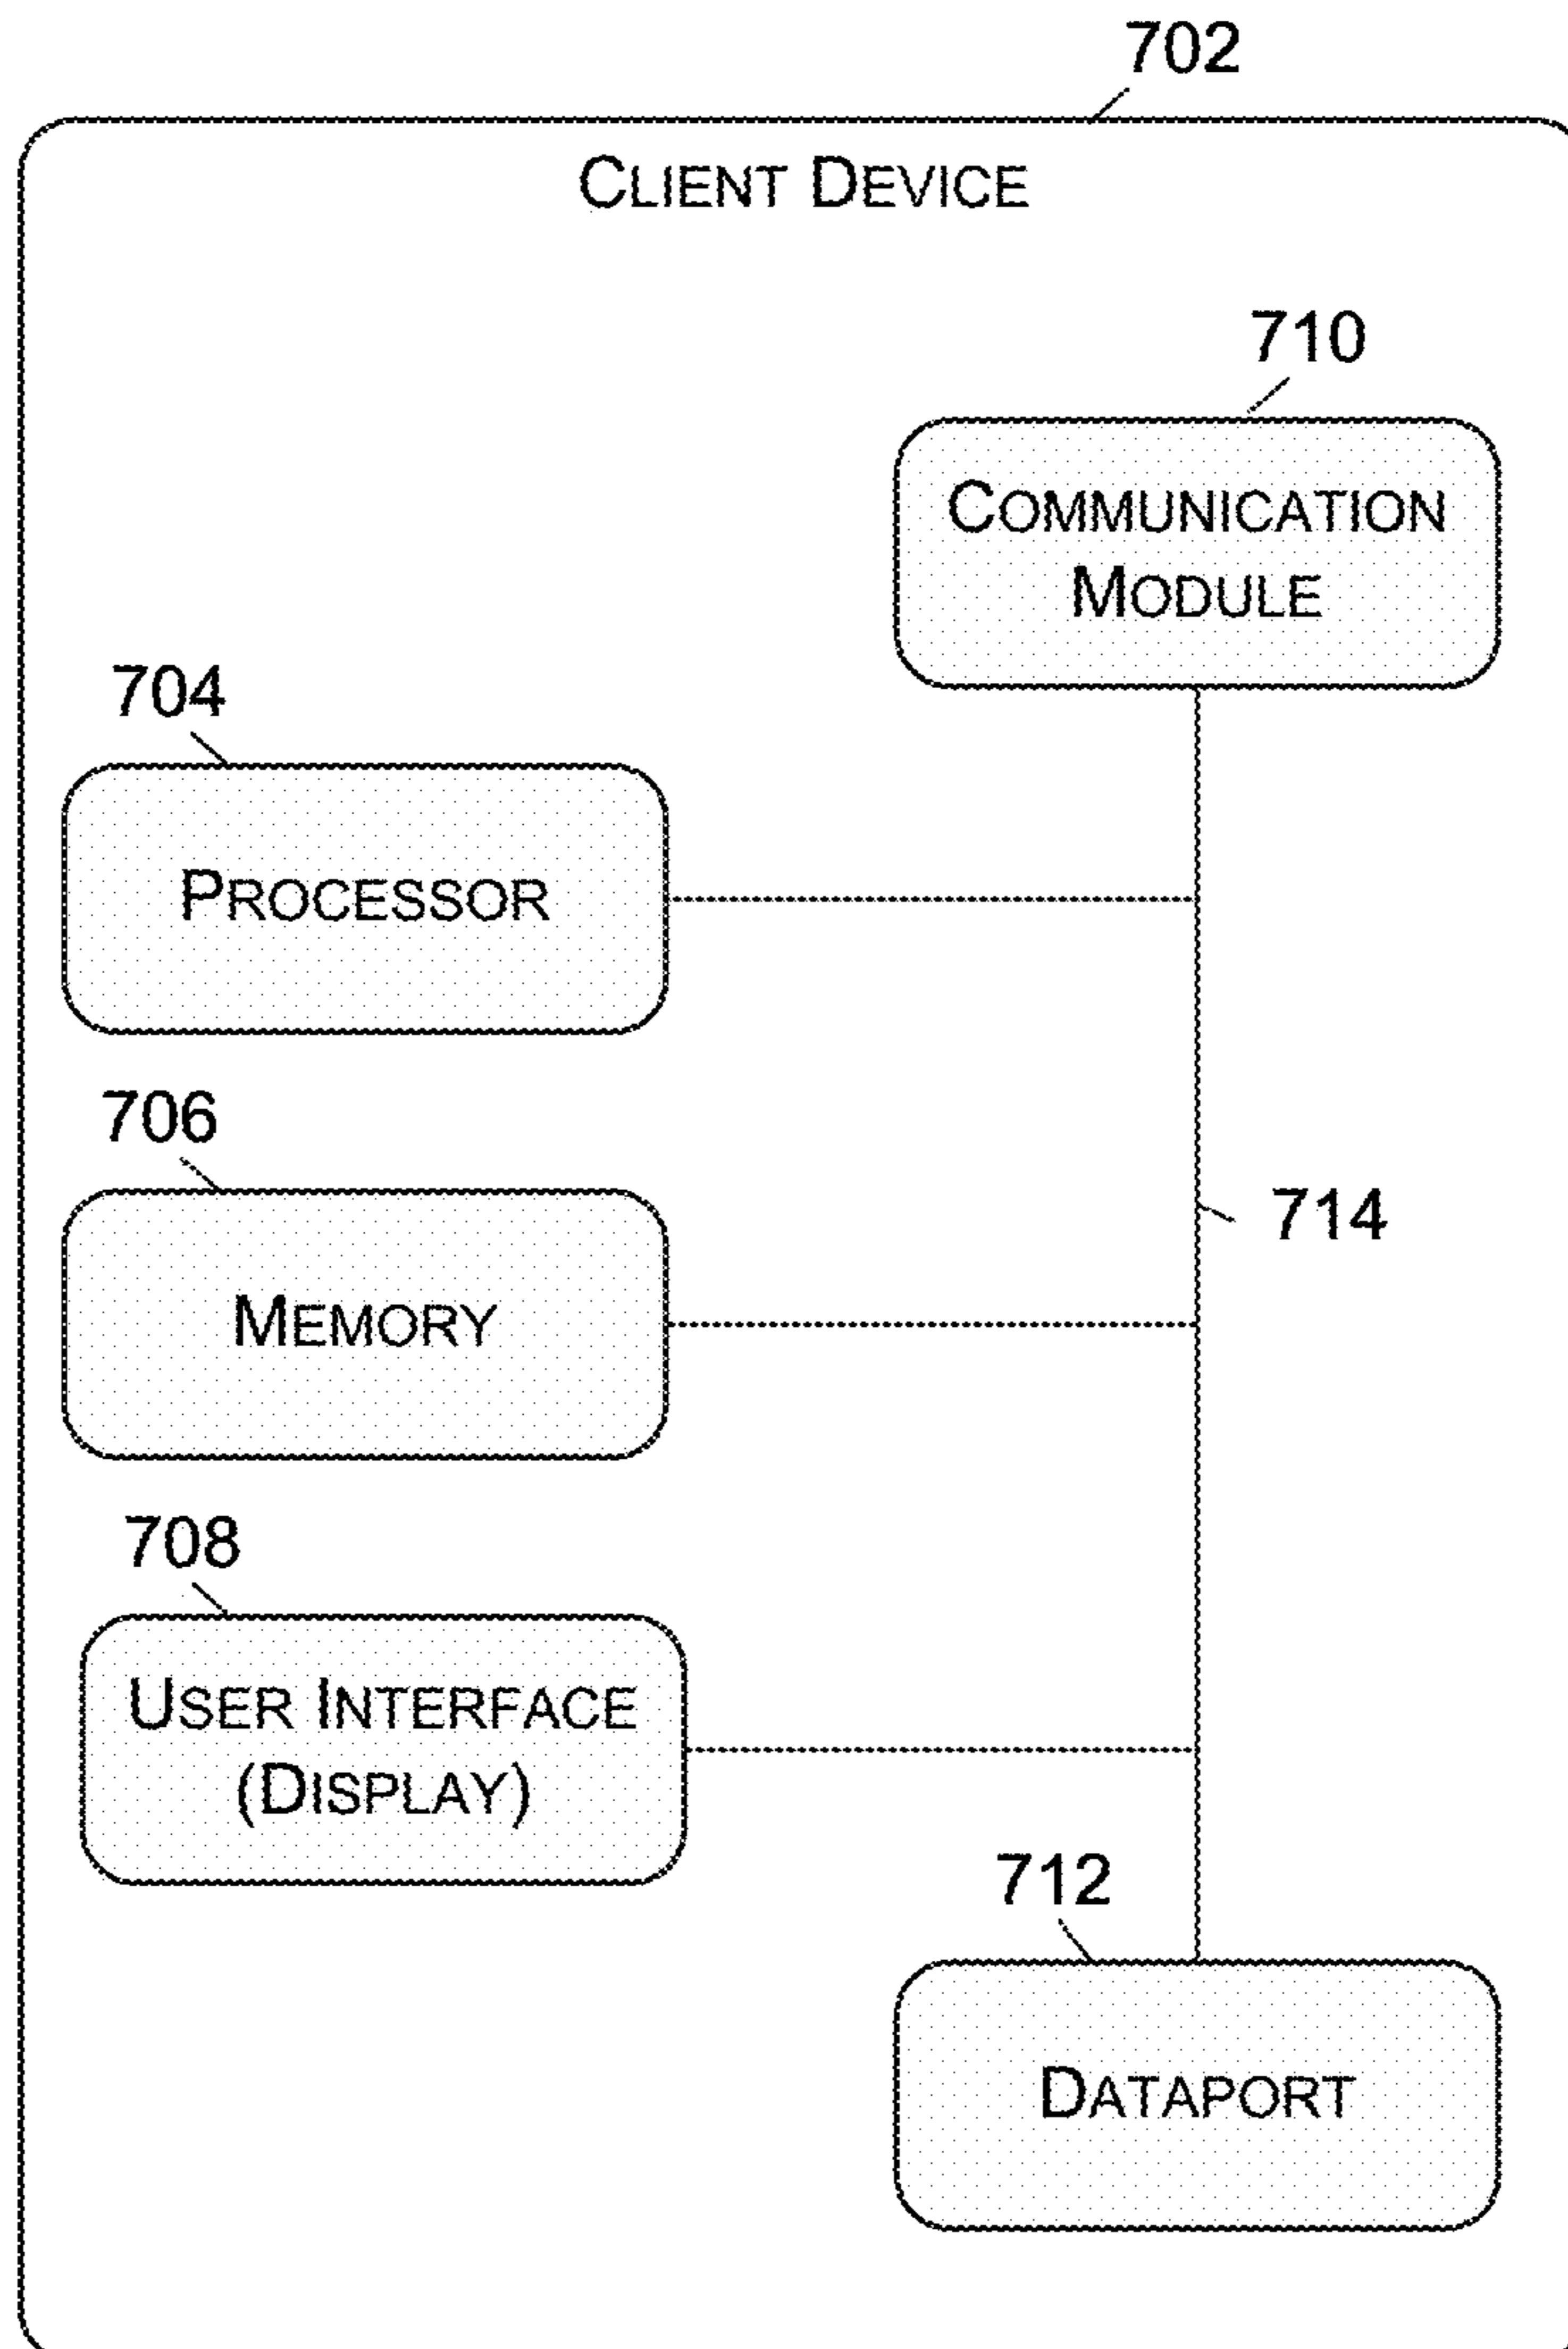 702
CLIENT DEVICE
710
COMMUNICATION
MODULE
704
PROCESSOR
706
MEMORY
714
708
USER INTERFACE
(DISPLAY)
712
DATAPORT